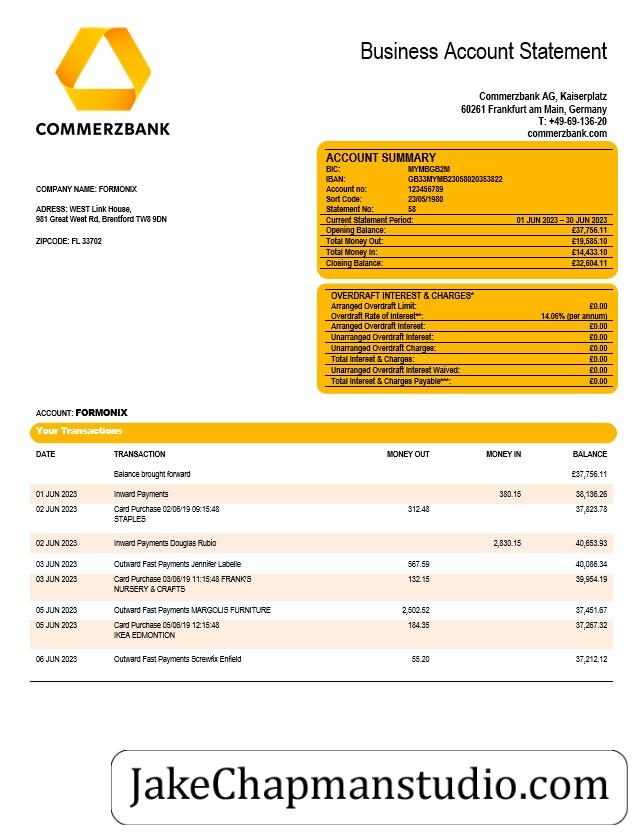 COMMERZBANK
Business Account Statement
Commerzbank AG, Kaiserplatz
60261 Frankfurt am Main, Germany
T: +49-69-136-20
commerzbank.com
COMPANY NAME: FORMONIX
ADRESS: WEST Link House,
981 Great West Rd, Brentford TW8 9DN
ZIPCODE: FL 33702
ACCOUNT SUMMARY
BIC: MYMBGB2M
IBAN: GB33MYMB23058020353822
Account no: 123456789
Sort Code: 23/05/1980
Statement No: 58
Current Statement Period: 01 JUN 2023 – 30 JUN 2023
Opening Balance: £37,756.11
Total Money Out: £19,585.10
Total Money In: £14,433.10
Closing Balance: £32,604.11
OVERDRAFT INTEREST & CHARGES*
Arranged Overdraft Limit: £0.00
Overdraft Rate of Interest**: 14.06% (per annum)
Arranged Overdraft Interest: £0.00
Unarranged Overdraft Interest: £0.00
Unarranged Overdraft Charges: £0.00
Total Interest & Charges: £0.00
Unarranged Overdraft Interest Waived: £0.00
Total Interest & Charges Payable***: £0.00
ACCOUNT: FORMONIX
Your Transactions
DATE TRANSACTION MONEY OUT MONEY IN BALANCE
Balance brought forward £37,756.11
01 JUN 2023 Inward Payments 380.15 38,136.26
02 JUN 2023 Card Purchase 02/06/19 09:15:48 312.48 37,823.78
STAPLES
02 JUN 2023 Inward Payments Douglas Rubio 2,830.15 40,653.93
03 JUN 2023 Outward Fast Payments Jennifer Labelle 567.59 40,086.34
03 JUN 2023 Card Purchase 03/06/19 11:15:48 FRANK'S 132.15 39,954.19
NURSERY & CRAFTS
05 JUN 2023 Outward Fast Payments MARGOLIS FURNITURE 2,502.52 37,451.67
05 JUN 2023 Card Purchase 05/06/19 12:15:48 184.35 37,267.32
IKEA EDMONTION
06 JUN 2023 Outward Fast Payments Screwfix Enfield 55.20 37,212.12
JakeChapmanstudio.com